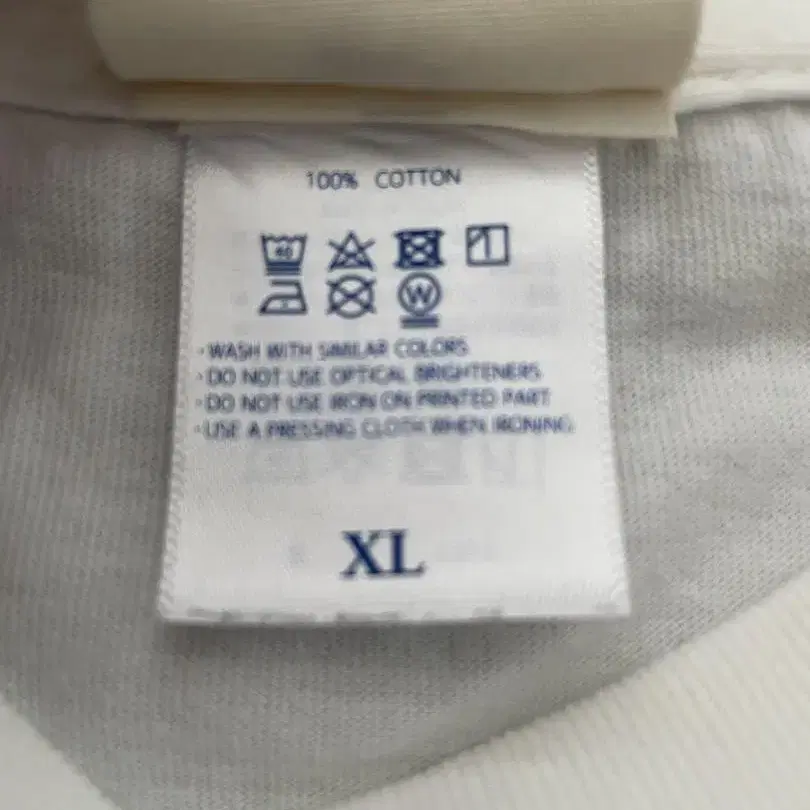 100% COTTON
40
W
・WASH WITH SIMILAR COLORS
・DO NOT USE OPTICAL BRIGHTENERS
・DO NOT USE IRON ON PRINTED PART
・USE A PRESSING CLOTH WHEN IRONING
XL